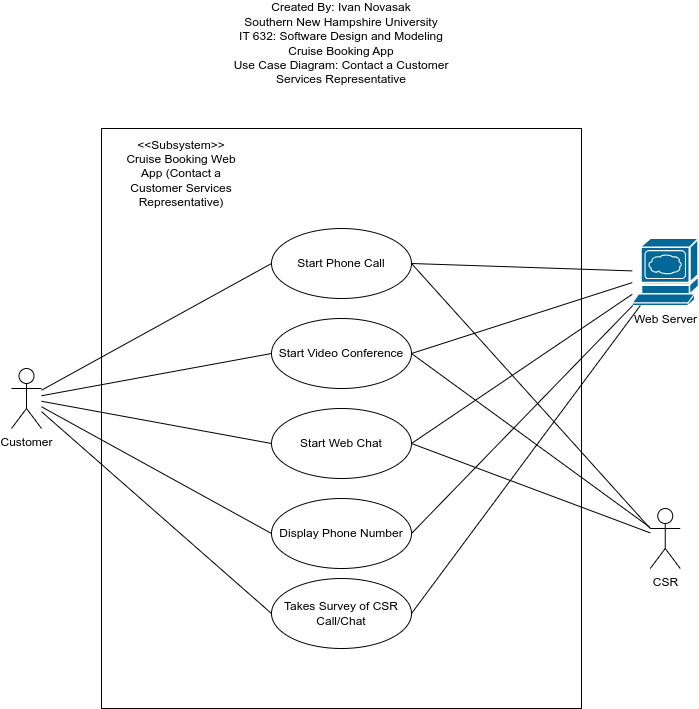 Created By: Ivan Novasak
Southern New Hampshire University
IT 632: Software Design and Modeling
Cruise Booking App
Use Case Diagram: Contact a Customer
Services Representative
<<Subsystem>>
Cruise Booking Web
App (Contact a
Customer Services
Representative)
Start Phone Call
Web Server
Start Video Conference
Customer
Start Web Chat
Display Phone Number
CSR
Takes Survey of CSR
Call/Chat